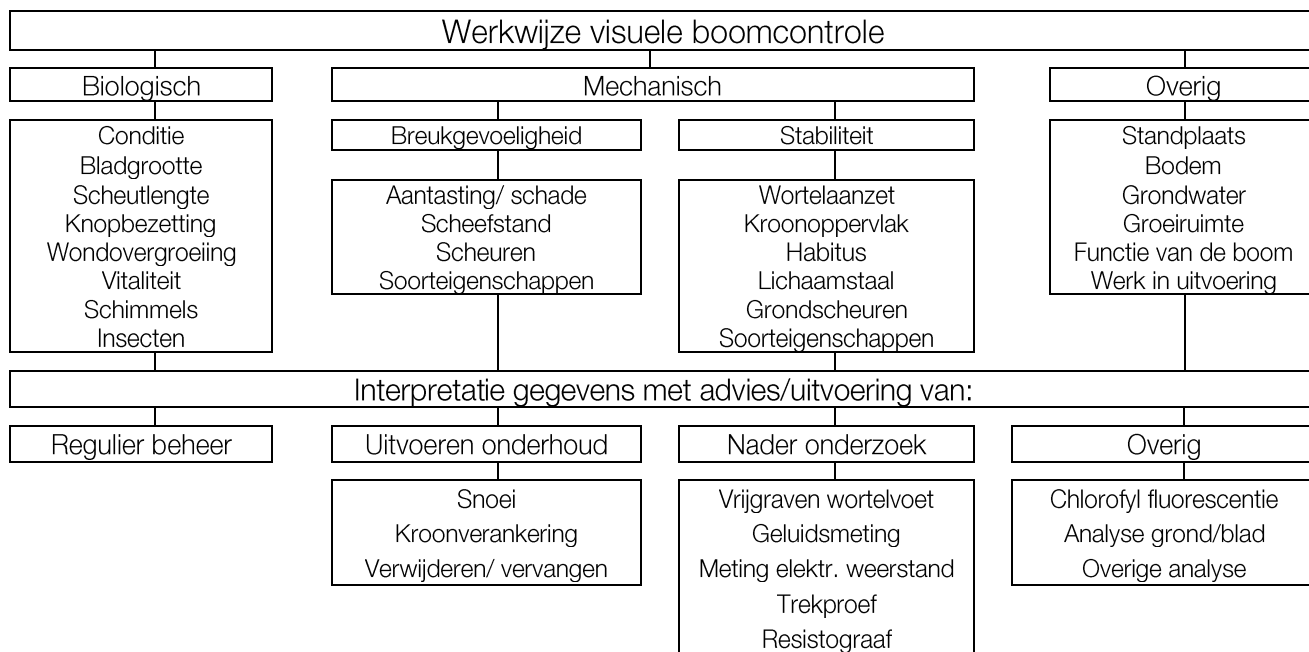 Werkwijze visuele boomcontrole
Biologisch
Mechanisch
Overig
Conditie
Bladgrootte
Scheutlengte
Knopbezetting
Wondovergroeiing
Vitaliteit
Schimmels
Insecten
Breukgevoeligheid
Aantasting/ schade
Scheefstand
Scheuren
Soorteigenschappen
Stabiliteit
Wortelaanzet
Kroonoppervlak
Habitus
Lichaamstaal
Grondscheuren
Soorteigenschappen
Standplaats
Bodem
Grondwater
Groeiruimte
Functie van de boom
Werk in uitvoering
Interpretatie gegevens met advies/uitvoering van:
Regulier beheer
Uitvoeren onderhoud
Snoei
Kroonverankering
Verwijderen/ vervangen
Nader onderzoek
Vrijgraven wortelvoet
Geluidsmeting
Meting elektr. weerstand
Trekproef
Resistograaf
Overig
Chlorofyl fluorescentie
Analyse grond/blad
Overige analyse